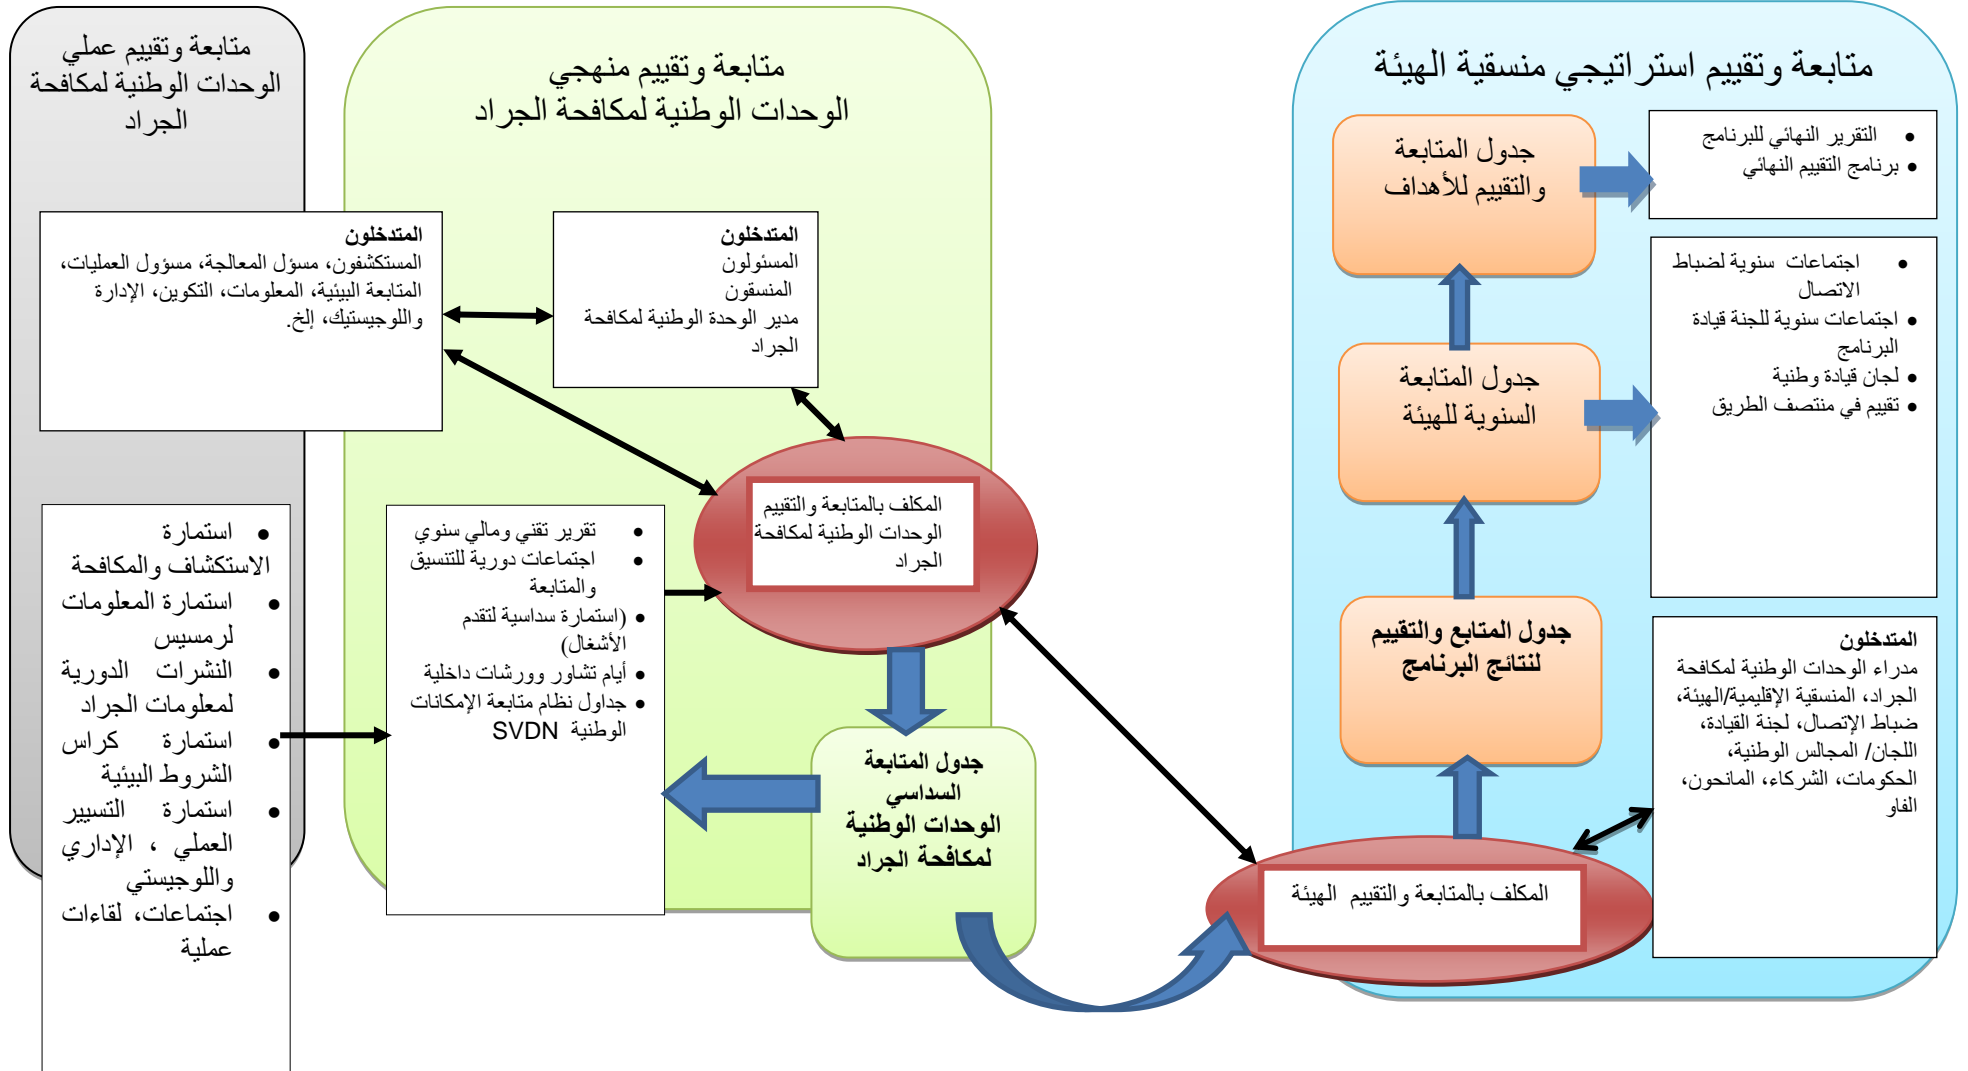 متابعة وتقييم استراتيجي منسقية الهيئة
جدول المتابعة
والتقييم للأهداف
التقرير النهائي للبرنامج
برنامج التقييم النهائي
جدول المتابعة
السنوية للهيئة
اجتماعات سنوية لضباط
الاتصال
اجتماعات سنوية للجنة قيادة
البرنامج
لجان قيادة وطنية
تقييم في منتصف الطريق
جدول المتابع والتقييم
لنتائج البرنامج
المتدخلون
مدراء الوحدات الوطنية لمكافحة
الجراد، المنسقية الإقليمية/الهيئة،
ضباط الإتصال، لجنة القيادة،
اللجان/ المجالس الوطنية،
الحكومات، الشركاء، المانحون،
الفاو
المكلف بالمتابعة والتقييم الهيئة
متابعة وتقييم منهجي
الوحدات الوطنية لمكافحة الجراد
المتدخلون
المسئولون
المنسقون
مدير الوحدة الوطنية لمكافحة
الجراد
المكلف بالمتابعة والتقييم
الوحدات الوطنية لمكافحة
الجراد
تقرير تقني ومالي سنوي
اجتماعات دورية للتنسيق
والمتابعة
(استمارة سداسية لتقدم
الأشغال)
أيام تشاور وورشات داخلية
جداول نظام متابعة الإمكانات
الوطنية SVDN
جدول المتابعة
السداسي
الوحدات الوطنية
لمكافحة الجراد
متابعة وتقييم عملي
الوحدات الوطنية لمكافحة
الجراد
المتدخلون
المستكشفون، مسؤل المعالجة، مسؤول العمليات،
المتابعة البيئية، المعلومات، التكوين، الإدارة
واللوجيستيك، إلخ.
استمارة
الاستكشاف والمكافحة
استمارة المعلومات
لرمسيس
النشرات الدورية
لمعلومات الجراد
استمارة كراس
الشروط البيئية
استمارة التسيير
العملي ، الإداري
واللوجيستي
اجتماعات، لقاءات
عملية